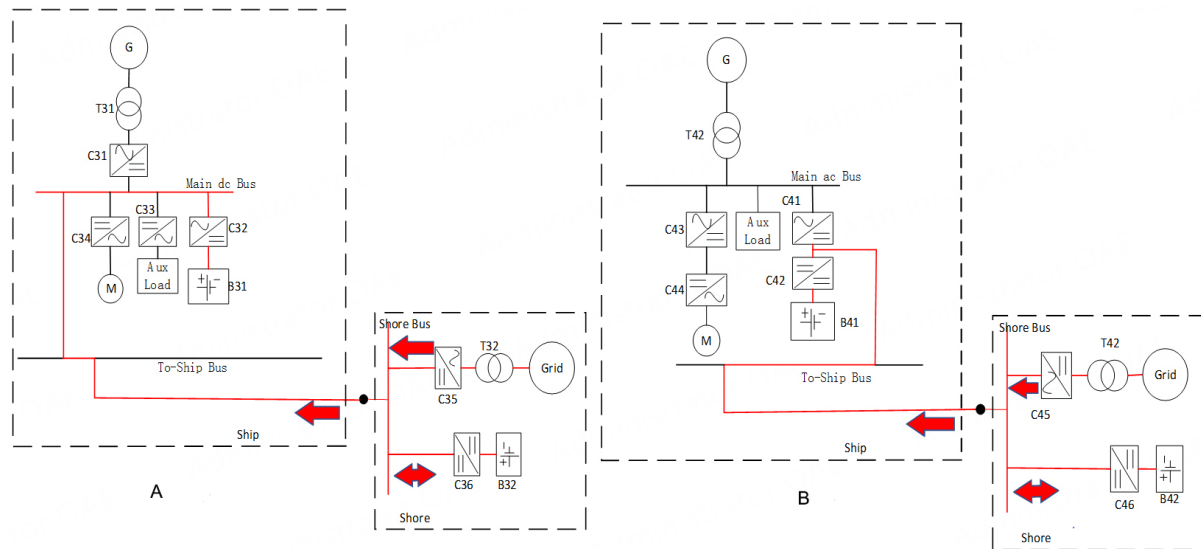 G
T31
C31
Main dc Bus
C34
C33
C32
M
Aux
Load
B31
To-Ship Bus
Ship
A
Shore Bus
T32
Grid
C35
C36
B32
Shore
G
T42
Main ac Bus
C43
Aux
Load
C41
C44
C42
M
B41
To-Ship Bus
Ship
B
Shore Bus
T42
Grid
C45
C46
B42
Shore